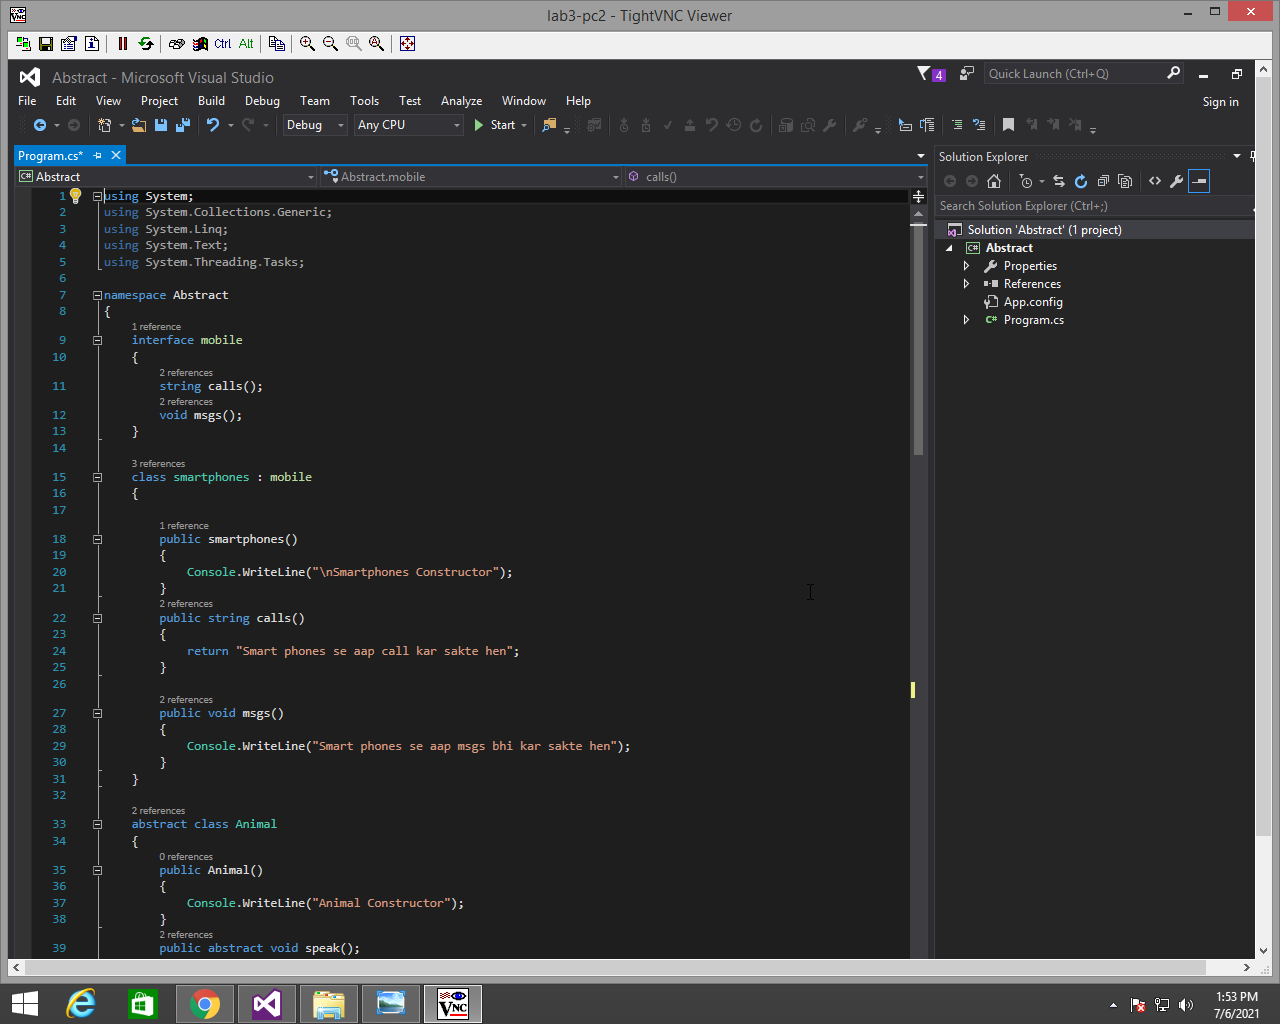 lab3-pc2 - TightVNC Viewer
Ctrl Alt
Abstract - Microsoft Visual Studio
4
Quick Launch (Ctrl+Q)
File Edit View Project Build Debug Team Tools Test Analyze Window Help
Sign in
Debug Any CPU Start
Program.cs*
Abstract
Abstract.mobile
calls()
1 using System;
2 using System.Collections.Generic;
3 using System.Linq;
4 using System.Text;
5 using System.Threading.Tasks;
6
7 namespace Abstract
8 {
1 reference
9 interface mobile
10 {
2 references
11 string calls();
2 references
12 void msgs();
13 }
14
3 references
15 class smartphones : mobile
16 {
17
1 reference
18 public smartphones()
19 {
20 Console.WriteLine("\nSmartphones Constructor");
21 }
2 references
22 public string calls()
23 {
24 return "Smart phones se aap call kar sakte hen";
25 }
26
2 references
27 public void msgs()
28 {
29 Console.WriteLine("Smart phones se aap msgs bhi kar sakte hen");
30 }
31 }
32
2 references
33 abstract class Animal
34 {
0 references
35 public Animal()
36 {
37 Console.WriteLine("Animal Constructor");
38 }
2 references
39 public abstract void speak();
Solution Explorer
Search Solution Explorer (Ctrl+;)
Solution 'Abstract' (1 project)
C# Abstract
Properties
References
App.config
C# Program.cs
VNC
1:53 PM
7/6/2021